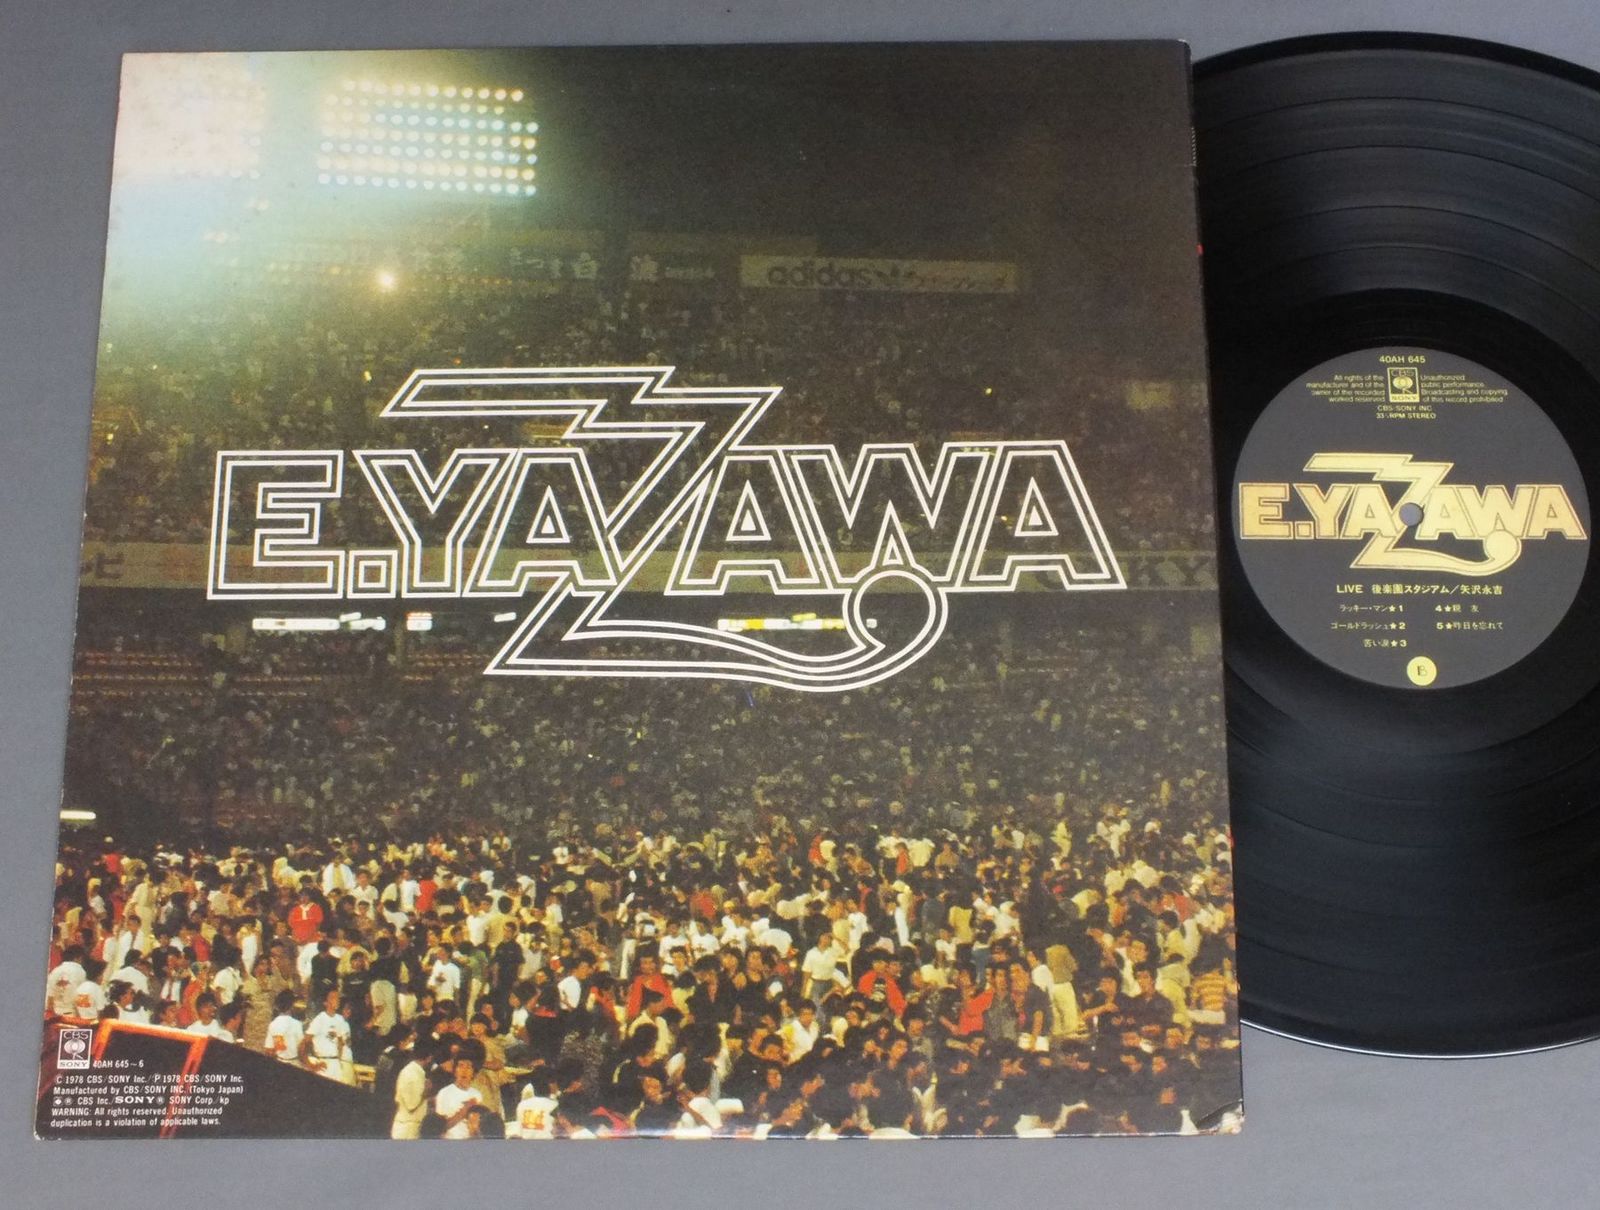 adidas
E.YAZAWA
CBS
SONY
40AH 645~6
© 1978 CBS/SONY Inc./Ⓟ 1978 CBS/SONY Inc.
Manufactured by CBS/SONY INC. (Tokyo Japan)
® CBS Inc./SONY® SONY Corp./kp
WARNING: All rights reserved. Unauthorized
duplication is a violation of applicable laws.
40AH 645
All rights of the
manufacturer and of the
owner of the recorded
worked reserved
CBS
SONY
Unauthorized
public performance.
Broadcasting and copying
of this record prohibited
CBS/SONY INC
33⅓RPM STEREO
E.YAZAWA
LIVE 後楽園スタジアム/矢沢永吉
ラッキー・マン★1
ゴールドラッシュ★2
苦い涙★3
4★親 友
5★昨日を忘れて
B